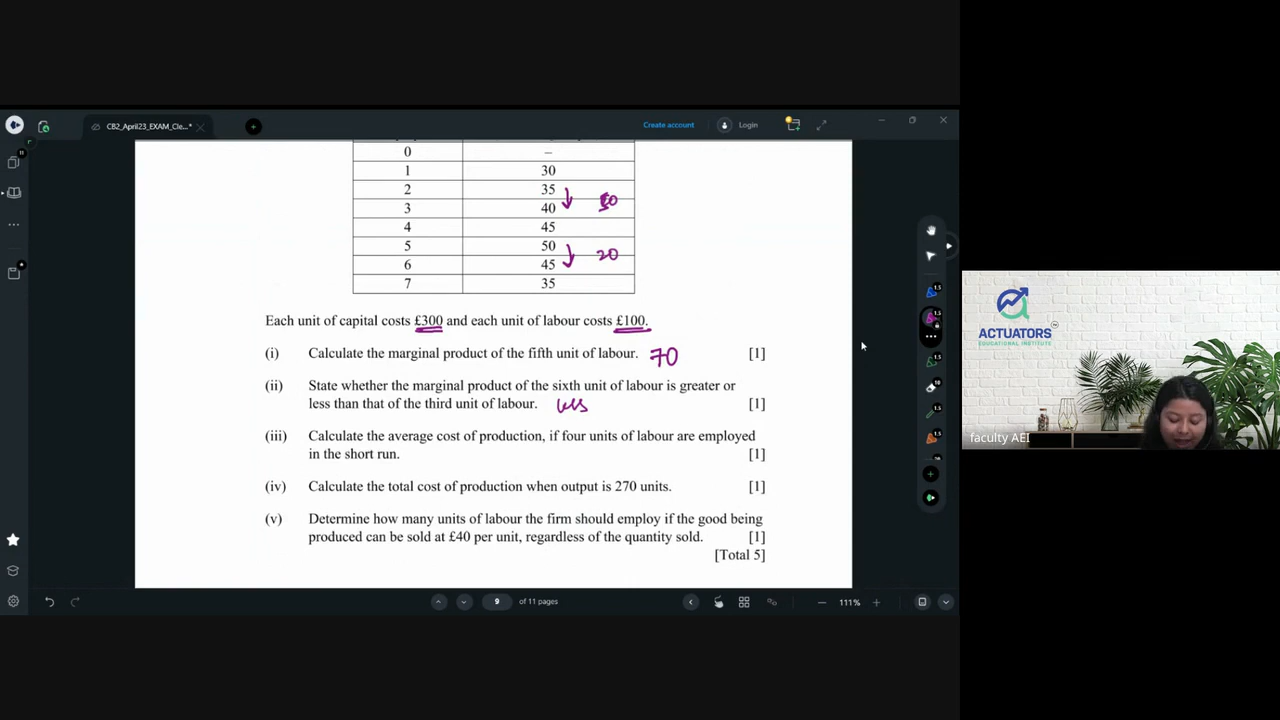 CB2_April23_EXAM_Cle...*
Create account
Login
0 –
1 30
2 35
3 40
50
4 45
5 50
20
6 45
7 35
Each unit of capital costs £300 and each unit of labour costs £100.
(i) Calculate the marginal product of the fifth unit of labour. 70 [1]
(ii) State whether the marginal product of the sixth unit of labour is greater or
less than that of the third unit of labour. less [1]
(iii) Calculate the average cost of production, if four units of labour are employed
in the short run. [1]
(iv) Calculate the total cost of production when output is 270 units. [1]
(v) Determine how many units of labour the firm should employ if the good being
produced can be sold at £40 per unit, regardless of the quantity sold. [1]
[Total 5]
9 of 11 pages
111%
ACTUATORS
EDUCATIONAL INSTITUTE
faculty AEI